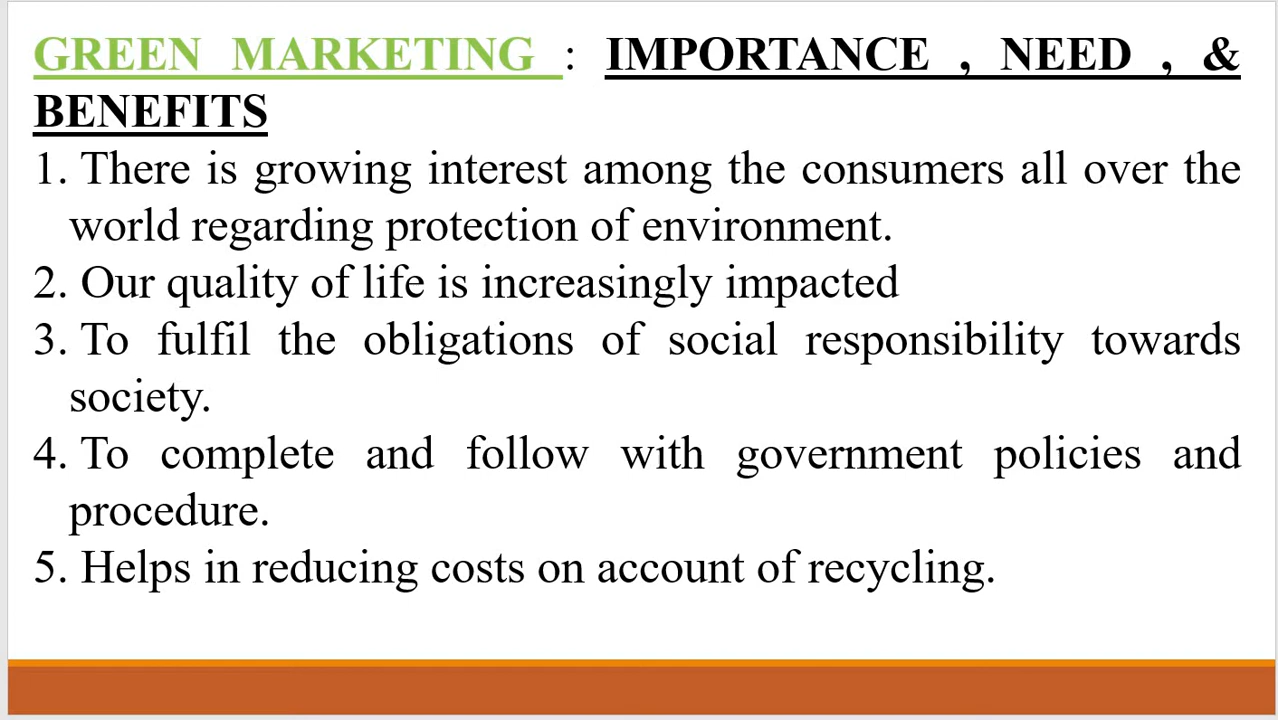 GREEN MARKETING : IMPORTANCE , NEED , &
BENEFITS
1. There is growing interest among the consumers all over the
world regarding protection of environment.
2. Our quality of life is increasingly impacted
3. To fulfil the obligations of social responsibility towards
society.
4. To complete and follow with government policies and
procedure.
5. Helps in reducing costs on account of recycling.